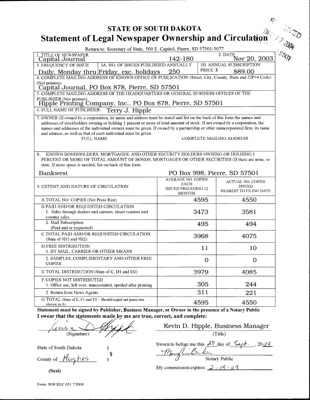 STATE OF SOUTH DAKOTA
Statement of Legal Newspaper Ownership and Circulation
Return to: Secretary of State, 500 E. Capitol, Pierre, SD 57501-5077
1. TITLE OF NEWSPAPER
Capital Journal 142-180
2. DATE
Nov 20, 2003
3. FREQUENCY OF ISSUE
Daily, Monday thru Friday, exc. holidays
3A. NO. OF ISSUES PUBLISHED ANNUALLY
250
3B. ANNUAL SUBSCRIPTION PRICE $ 889.00
4. COMPLETE MAILING ADDRESS OF KNOWN OFFICE OF PUBLICATION (Street, City, County, State and ZIP+4 Code)
(Not printer)
Capital Journal, PO Box 878, Pierre, SD 57501
5. COMPLETE MAILING ADDRESS OF THE HEADQUARTERS OF GENERAL BUSINESS OFFICES OF THE
PUBLISHER (Not printer)
Hipple Printing Company, Inc., PO Box 878, Pierre, SD 57501
6. FULL NAME OF PUBLISHER: Terry J. Hipple
7. OWNER (If owned by a corporation, its name and address must be stated and list on the back of this form the names and
addresses of stockholders owning or holding 1 percent or more of total amount of stock. If not owned by a corporation, the
names and addresses of the individual owners must be given. If owned by a partnership or other unincorporated firm, its name
and address, as well as that of each individual must be given).
FULL NAME COMPLETE MAILING ADDRESS
8. KNOWN BONDHOLDERS, MORTGAGEES, AND OTHER SECURITY HOLDERS OWNING OR HOLDING 1
PERCENT OR MORE OF TOTAL AMOUNT OF BONDS, MORTGAGES OR OTHER SECURITIES (If there are none, so
state. If more space is needed, list on back of this form.
Bankwest PO Box 998, Pierre, SD 57501
9. EXTENT AND NATURE OF CIRCULATION
AVERAGE NO. COPIES
EACH
ISSUED PRECEDING 12
MONTHS
ACTUAL NO. COPIES
ISSUED
NEAREST TO FILING DATE
A. TOTAL NO. COPIES (Net Press Run) 4595 4550
B. PAID AND/OR REQUESTED CIRCULATION
1. Sales through dealers and carriers, street vendors and
counter sales. 3473 3581
2. Mail Subscription
(Paid and or requested) 495 494
C. TOTAL PAID AND/OR REQUESTED CIRCULATION
(Sum of 9B1 and 9B2) 3968 4075
D. FREE DISTRIBUTION
1. BY MAIL, CARRIER OR OTHER MEANS 11 10
2. SAMPLES, COMPLIMENTARY AND OTHER FREE
COPIES 0 0
E. TOTAL DISTRIBUTION (Sum of C, D1 and D2) 3979 4085
F. COPIES NOT DISTRIBUTED
1. Office use, left over, unaccounted, spoiled after printing 305 244
2. Return from News Agents 311 221
G. TOTAL (Sum of E, F1 and F2 - Should equal net press run
shown in A) 4595 4550
Statement must be signed by Publisher, Business Manager, or Owner in the presence of a Notary Public
I swear that the statements made by me are true, correct, and complete:
Kevin D Hipple
(Signature)
Kevin D. Hipple, Business Manager
(Title)
State of South Dakota )
) §
County of Hughes )
(Seal)
Sworn to before me this 27 day of Sept, 2004.
Notary Public
My commission expires:
Form: SOS REC 051 7/2004